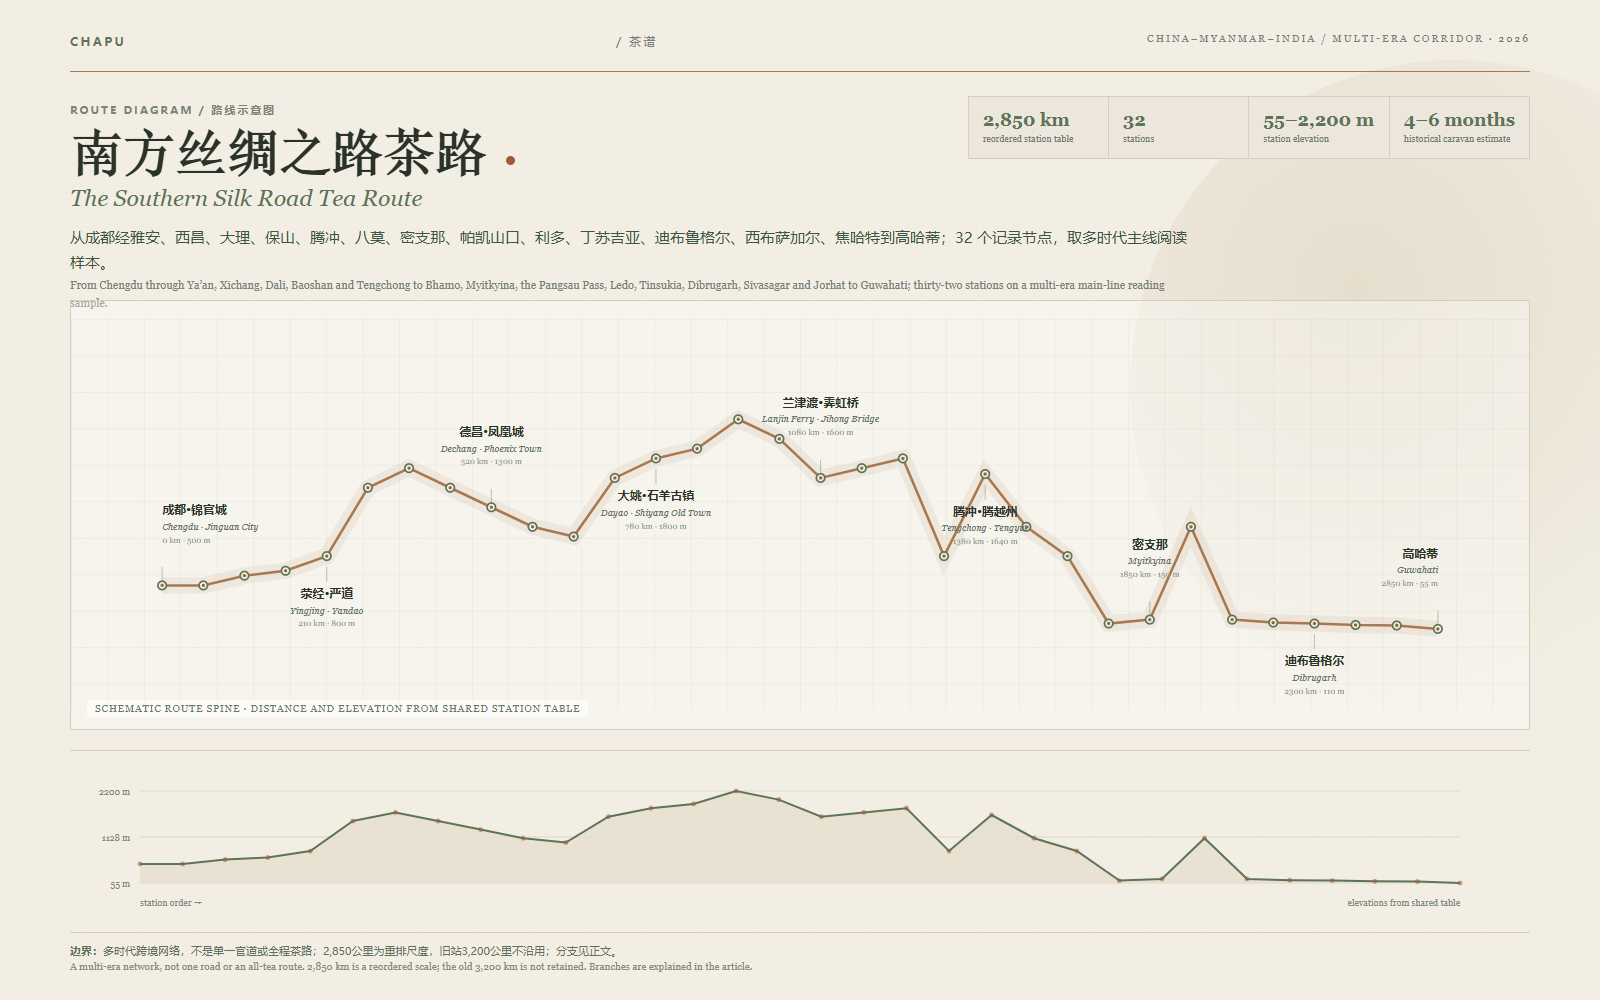 CHAPU
/ 茶谱
CHINA–MYANMAR–INDIA / MULTI-ERA CORRIDOR · 2026
ROUTE DIAGRAM / 路线示意图
南方丝绸之路茶路
The Southern Silk Road Tea Route
2,850 km
reordered station table
32
stations
55–2,200 m
station elevation
4–6 months
historical caravan estimate
从成都经雅安、西昌、大理、保山、腾冲、八莫、密支那、帕凯山口、利多、丁苏吉亚、迪布鲁格尔、西布萨加尔、焦哈特到高哈蒂；32 个记录节点，取多时代主线阅读
样本。
From Chengdu through Ya’an, Xichang, Dali, Baoshan and Tengchong to Bhamo, Myitkyina, the Pangsau Pass, Ledo, Tinsukia, Dibrugarh, Sivasagar and Jorhat to Guwahati; thirty-two stations on a multi-era main-line reading
sample.
成都·锦官城
Chengdu · Jinguan City
0 km · 500 m
荥经·严道
Yingjing · Yandao
210 km · 800 m
德昌·凤凰城
Dechang · Phoenix Town
520 km · 1300 m
大姚·石羊古镇
Dayao · Shiyang Old Town
780 km · 1800 m
兰津渡·霁虹桥
Lanjin Ferry · Jihong Bridge
1080 km · 1600 m
腾冲·腾越州
Tengchong · Tengyue
1380 km · 1640 m
密支那
Myitkyina
1850 km · 150 m
迪布鲁格尔
Dibrugarh
2300 km · 110 m
高哈蒂
Guwahati
2850 km · 55 m
SCHEMATIC ROUTE SPINE · DISTANCE AND ELEVATION FROM SHARED STATION TABLE
2200 m
1128 m
55 m
station order →
elevations from shared table
边界：多时代跨境网络，不是单一官道或全程茶路；2,850公里为重排尺度，旧站3,200公里不沿用；分支见正文。
A multi-era network, not one road or an all-tea route. 2,850 km is a reordered scale; the old 3,200 km is not retained. Branches are explained in the article.